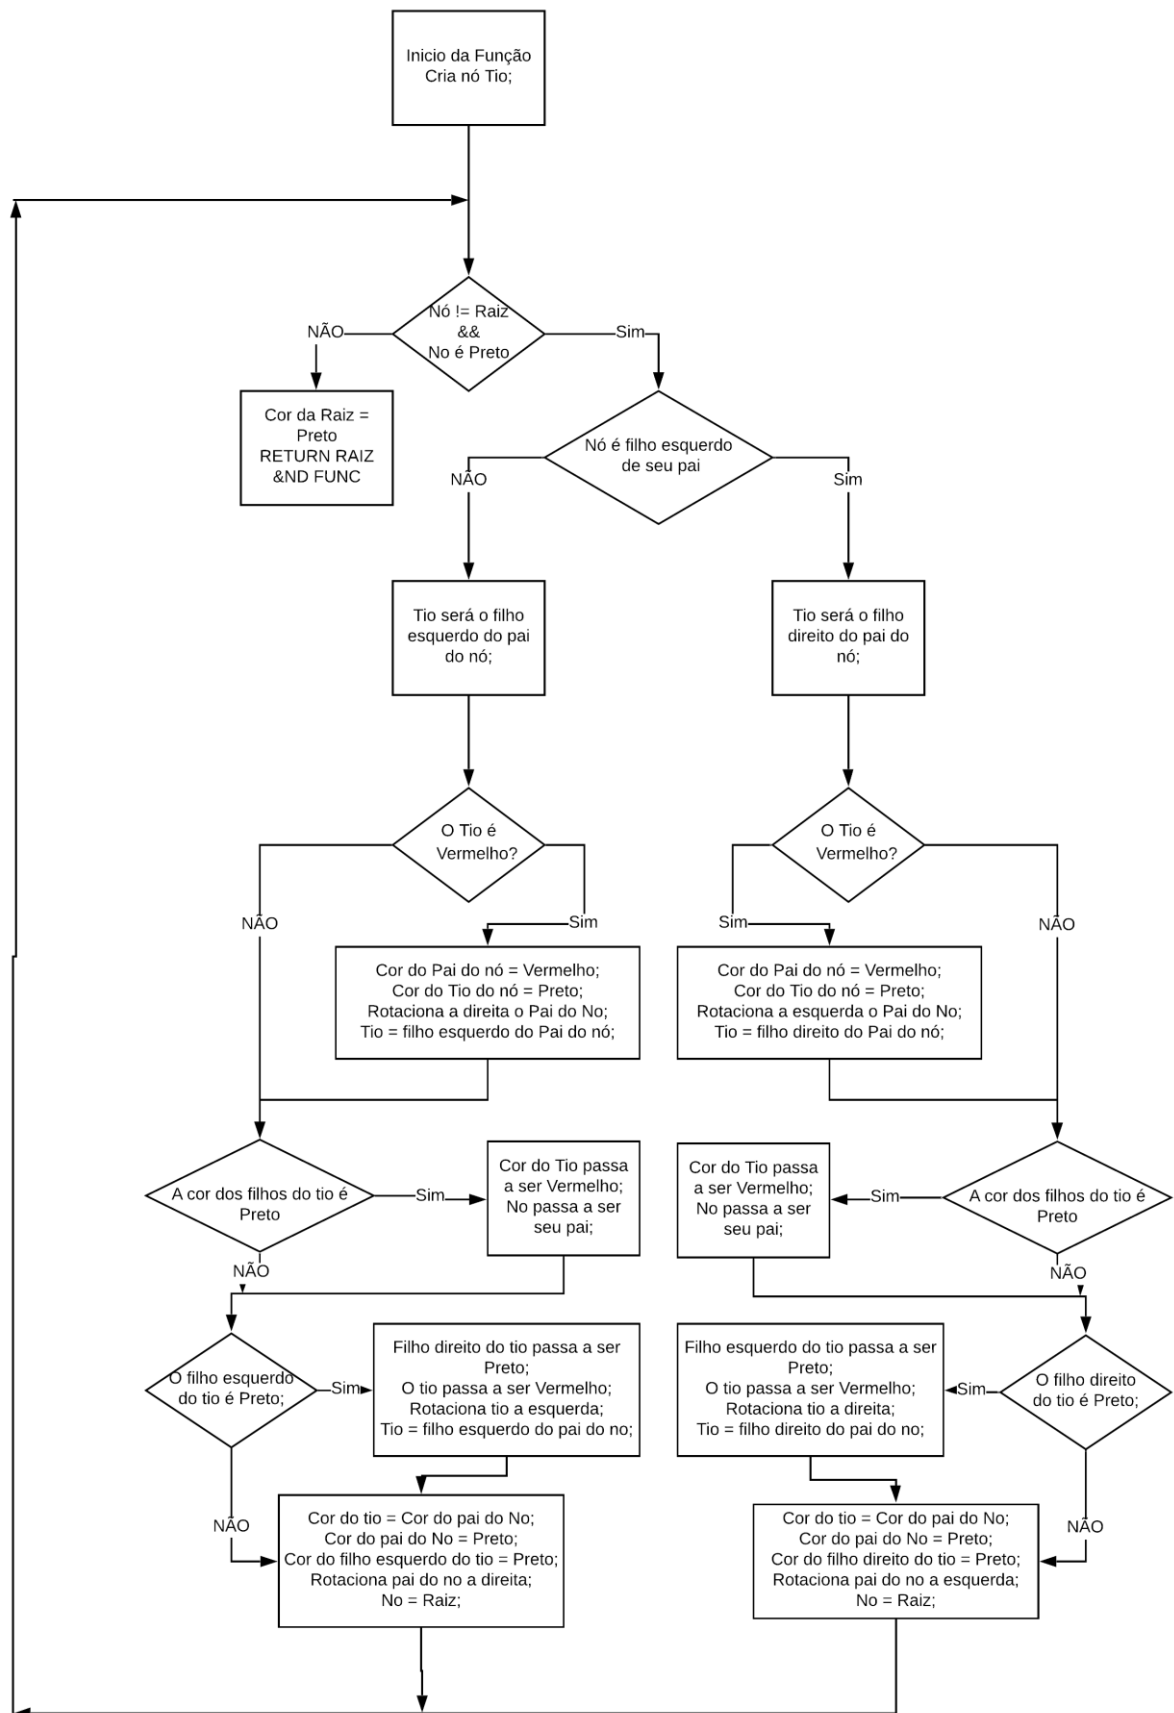 Inicio da Função
Cria nó Tio;
Nó != Raiz
&&
No é Preto
NÃO
Sim
Cor da Raiz =
Preto
RETURN RAIZ
&ND FUNC
Nó é filho esquerdo
de seu pai
NÃO
Sim
Tio será o filho
esquerdo do pai
do nó;
Tio será o filho
direito do pai do
nó;
O Tio é
Vermelho?
O Tio é
Vermelho?
NÃO
Sim
Sim
NÃO
Cor do Pai do nó = Vermelho;
Cor do Tio do nó = Preto;
Rotaciona a direita o Pai do No;
Tio = filho esquerdo do Pai do nó;
Cor do Pai do nó = Vermelho;
Cor do Tio do nó = Preto;
Rotaciona a esquerda o Pai do No;
Tio = filho direito do Pai do nó;
A cor dos filhos do tio é
Preto
Sim
Cor do Tio passa
a ser Vermelho;
No passa a ser
seu pai;
Cor do Tio passa
a ser Vermelho;
No passa a ser
seu pai;
Sim
A cor dos filhos do tio é
Preto
NÃO
NÃO
O filho esquerdo
do tio é Preto;
Sim
Filho direito do tio passa a ser
Preto;
O tio passa a ser Vermelho;
Rotaciona tio a esquerda;
Tio = filho esquerdo do pai do no;
Filho esquerdo do tio passa a ser
Preto;
O tio passa a ser Vermelho;
Rotaciona tio a direita;
Tio = filho direito do pai do no;
Sim
O filho direito
do tio é Preto;
NÃO
NÃO
Cor do tio = Cor do pai do No;
Cor do pai do No = Preto;
Cor do filho esquerdo do tio = Preto;
Rotaciona pai do no a direita;
No = Raiz;
Cor do tio = Cor do pai do No;
Cor do pai do No = Preto;
Cor do filho direito do tio = Preto;
Rotaciona pai do no a esquerda;
No = Raiz;